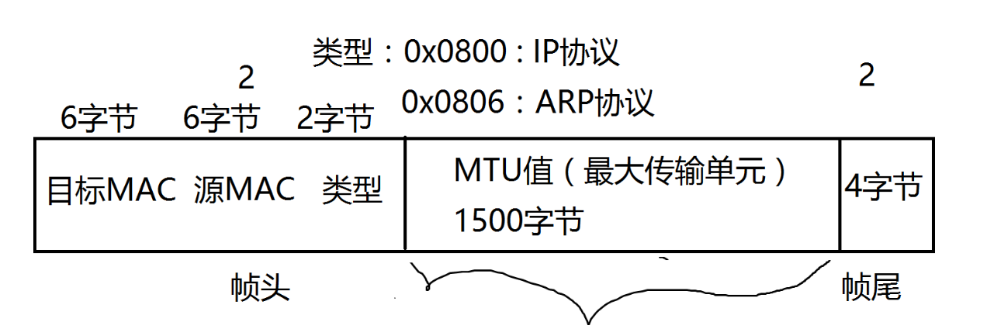 类型：0x0800：IP协议
2
2
0x0806：ARP协议
6字节 6字节 2字节
目标MAC 源MAC 类型
MTU值（最大传输单元）
1500字节
4字节
帧头
帧尾